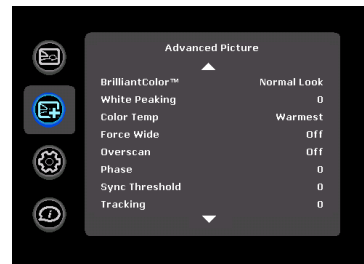 Advanced Picture
BrilliantColor™ Normal Look
White Peaking 0
Color Temp Warmest
Force Wide Off
Overscan Off
Phase 0
Sync Threshold 0
Tracking 0